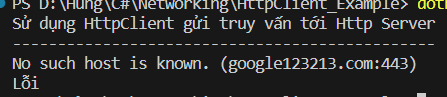 PS D:\Hung\C#\Networking\HttpClient_Example> dot
Sử dụng HttpClient gửi truy vấn tới Http Server
------------------------------------------------
No such host is known. (google123213.com:443)
Lỗi